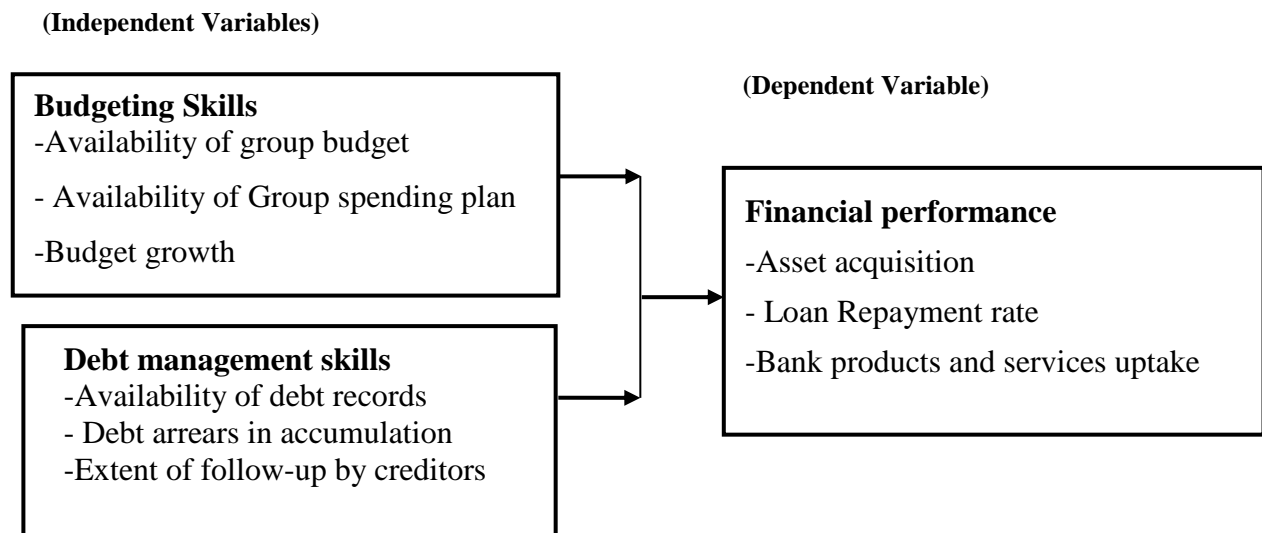 (Independent Variables)
Budgeting Skills
-Availability of group budget
- Availability of Group spending plan
-Budget growth
Debt management skills
-Availability of debt records
- Debt arrears in accumulation
-Extent of follow-up by creditors
(Dependent Variable)
Financial performance
-Asset acquisition
- Loan Repayment rate
-Bank products and services uptake